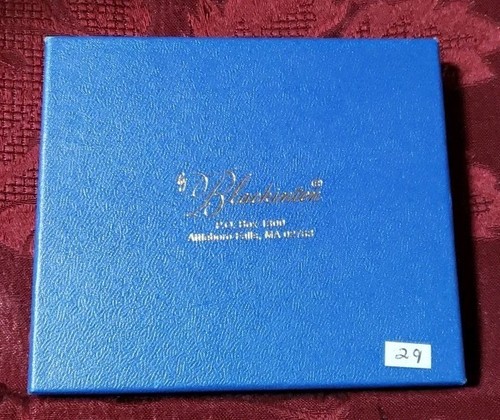 Blackinton®
P.O. Box 1300
Attleboro Falls, MA 02763
29